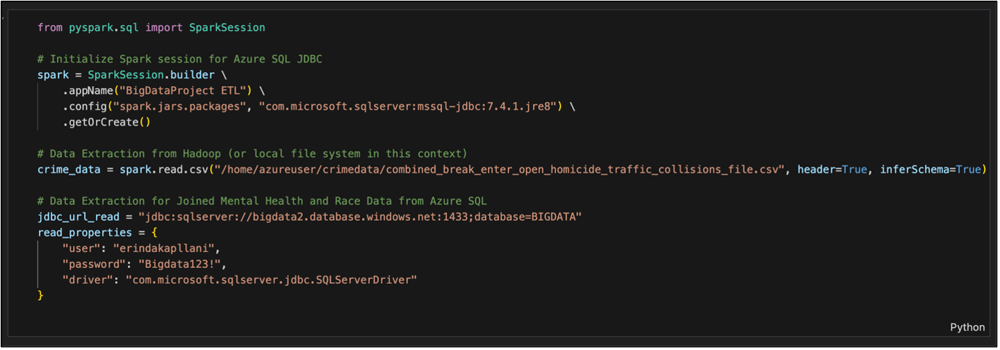 from pyspark.sql import SparkSession
# Initialize Spark session for Azure SQL JDBC
spark = SparkSession.builder \
    .appName("BigDataProject ETL") \
    .config("spark.jars.packages", "com.microsoft.sqlserver:mssql-jdbc:7.4.1.jre8") \
    .getOrCreate()
# Data Extraction from Hadoop (or local file system in this context)
crime_data = spark.read.csv("/home/azureuser/crimedata/combined_break_enter_open_homicide_traffic_collisions_file.csv", header=True, inferSchema=True)
# Data Extraction for Joined Mental Health and Race Data from Azure SQL
jdbc_url_read = "jdbc:sqlserver://bigdata2.database.windows.net:1433;database=BIGDATA"
read_properties = {
    "user": "erindakapllani",
    "password": "Bigdata123!",
    "driver": "com.microsoft.sqlserver.jdbc.SQLServerDriver"
}
Python